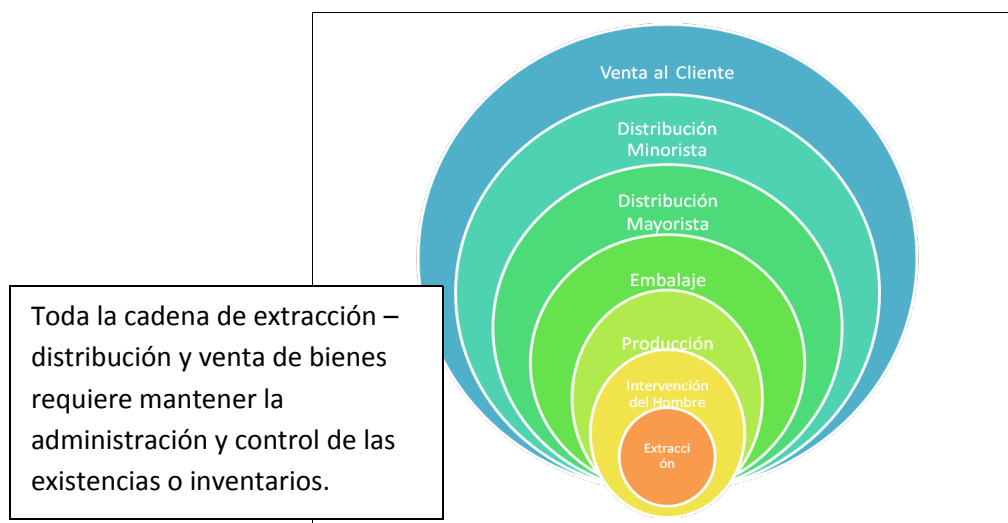 Venta al Cliente
Distribución
Minorista
Distribución
Mayorista
Embalaje
Producción
Intervención
del Hombre
Extracci
ón
Toda la cadena de extracción –
distribución y venta de bienes
requiere mantener la
administración y control de las
existencias o inventarios.